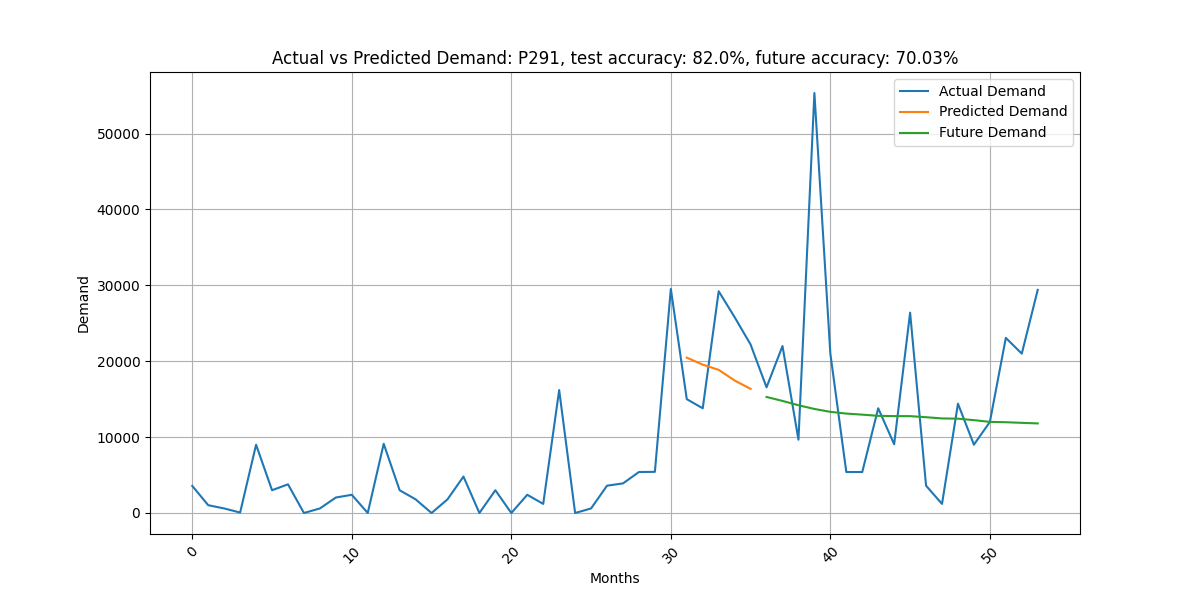 Actual vs Predicted Demand: P291, test accuracy: 82.0%, future accuracy: 70.03%
Actual Demand
Predicted Demand
Future Demand
50000
40000
30000
20000
10000
0
Demand
0 10 20 30 40 50
Months